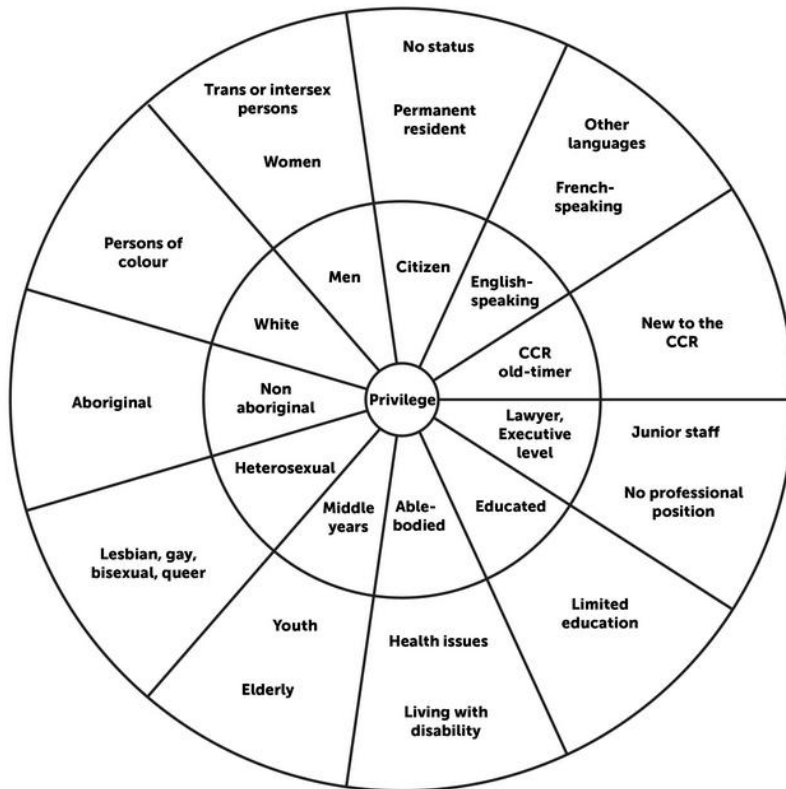 No status
Permanent
resident
Other
languages
French-
speaking
New to the
CCR
Junior staff
No professional
position
Limited
education
Health issues
Living with
disability
Youth
Elderly
Lesbian, gay,
bisexual, queer
Aboriginal
Persons of
colour
Trans or intersex
persons
Women
Citizen
English-
speaking
CCR
old-timer
Lawyer,
Executive
level
Educated
Able-
bodied
Middle
years
Heterosexual
Non
aboriginal
White
Men
Privilege